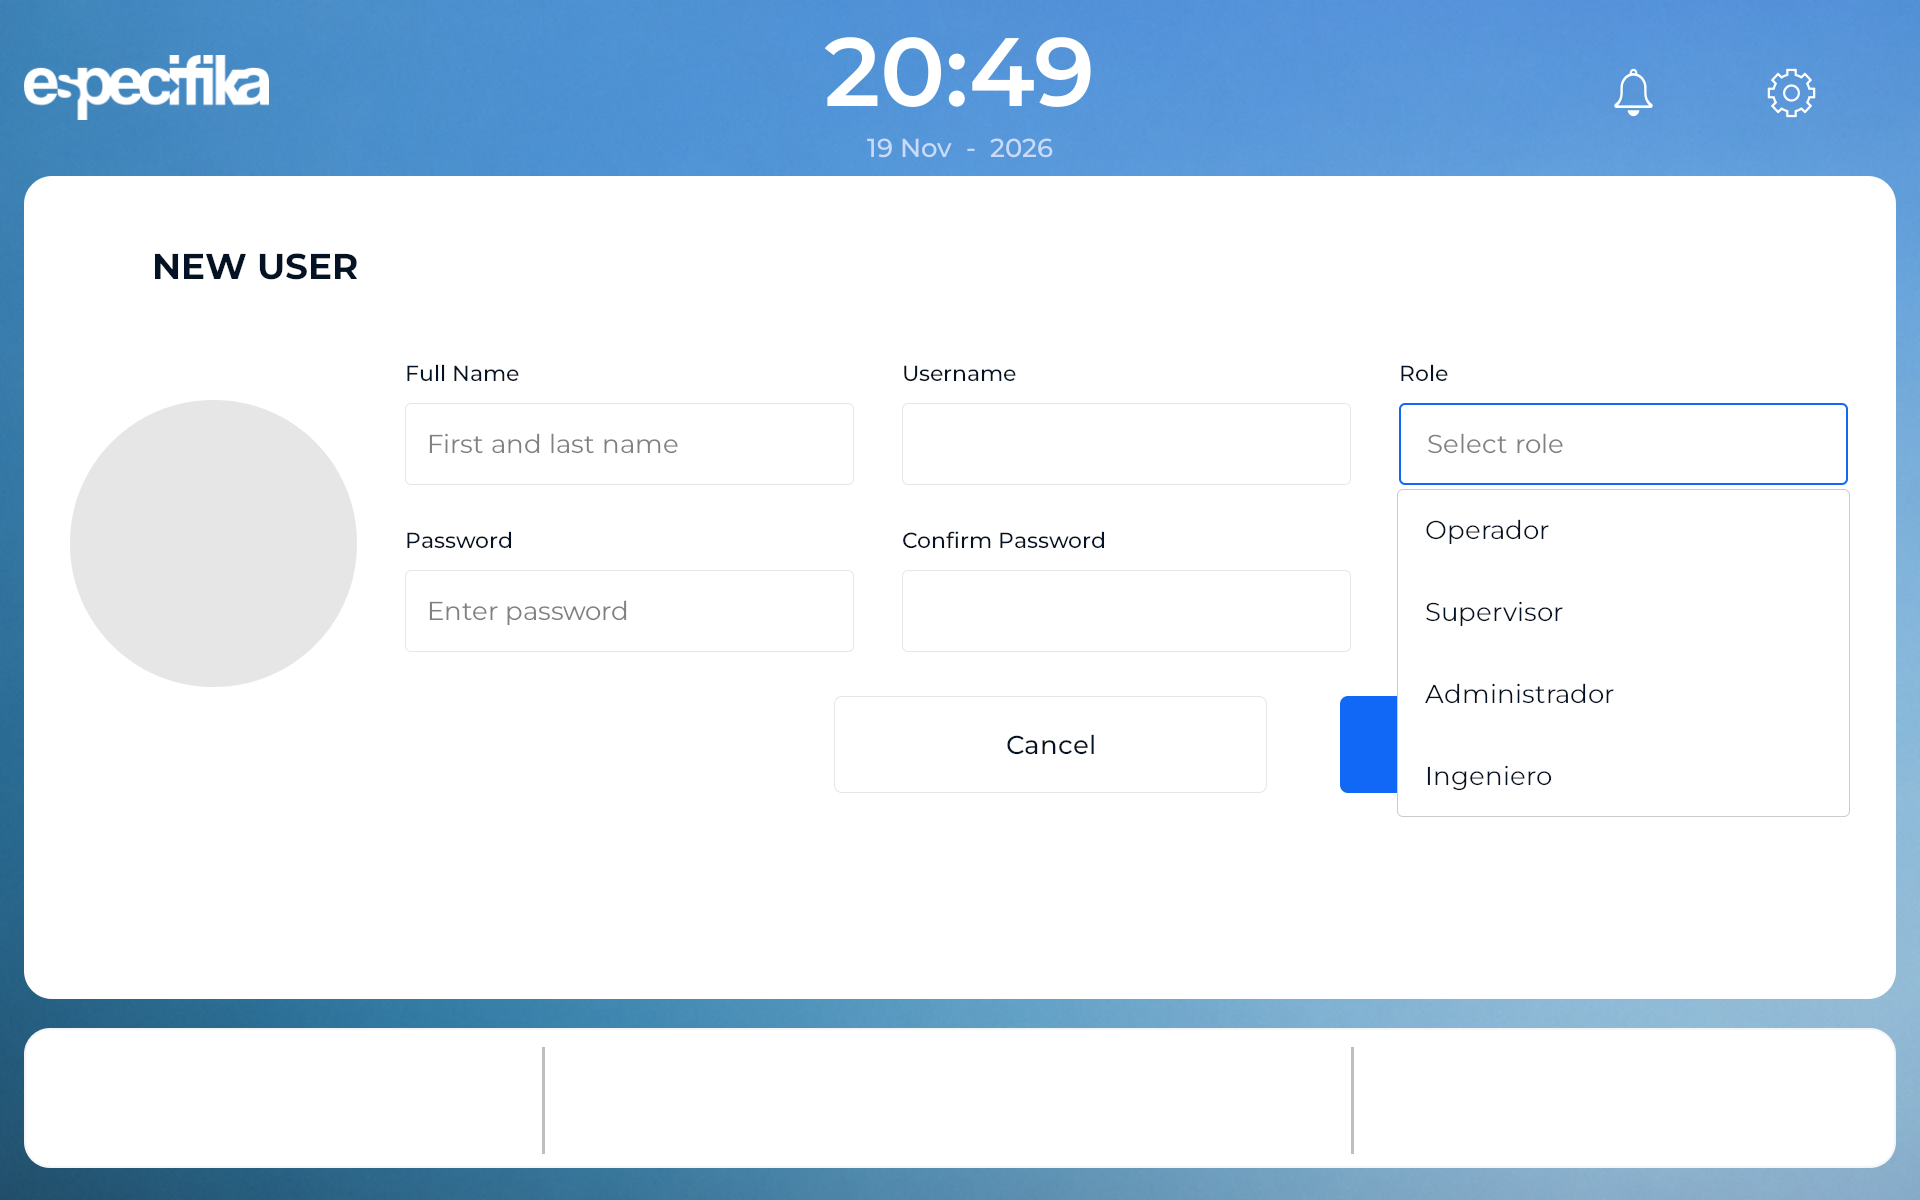 especifika
20:49
19 Nov - 2026
NEW USER
Full Name
Username
Role
First and last name
Select role
Password
Confirm Password
Enter password
Operador
Supervisor
Administrador
Ingeniero
Cancel